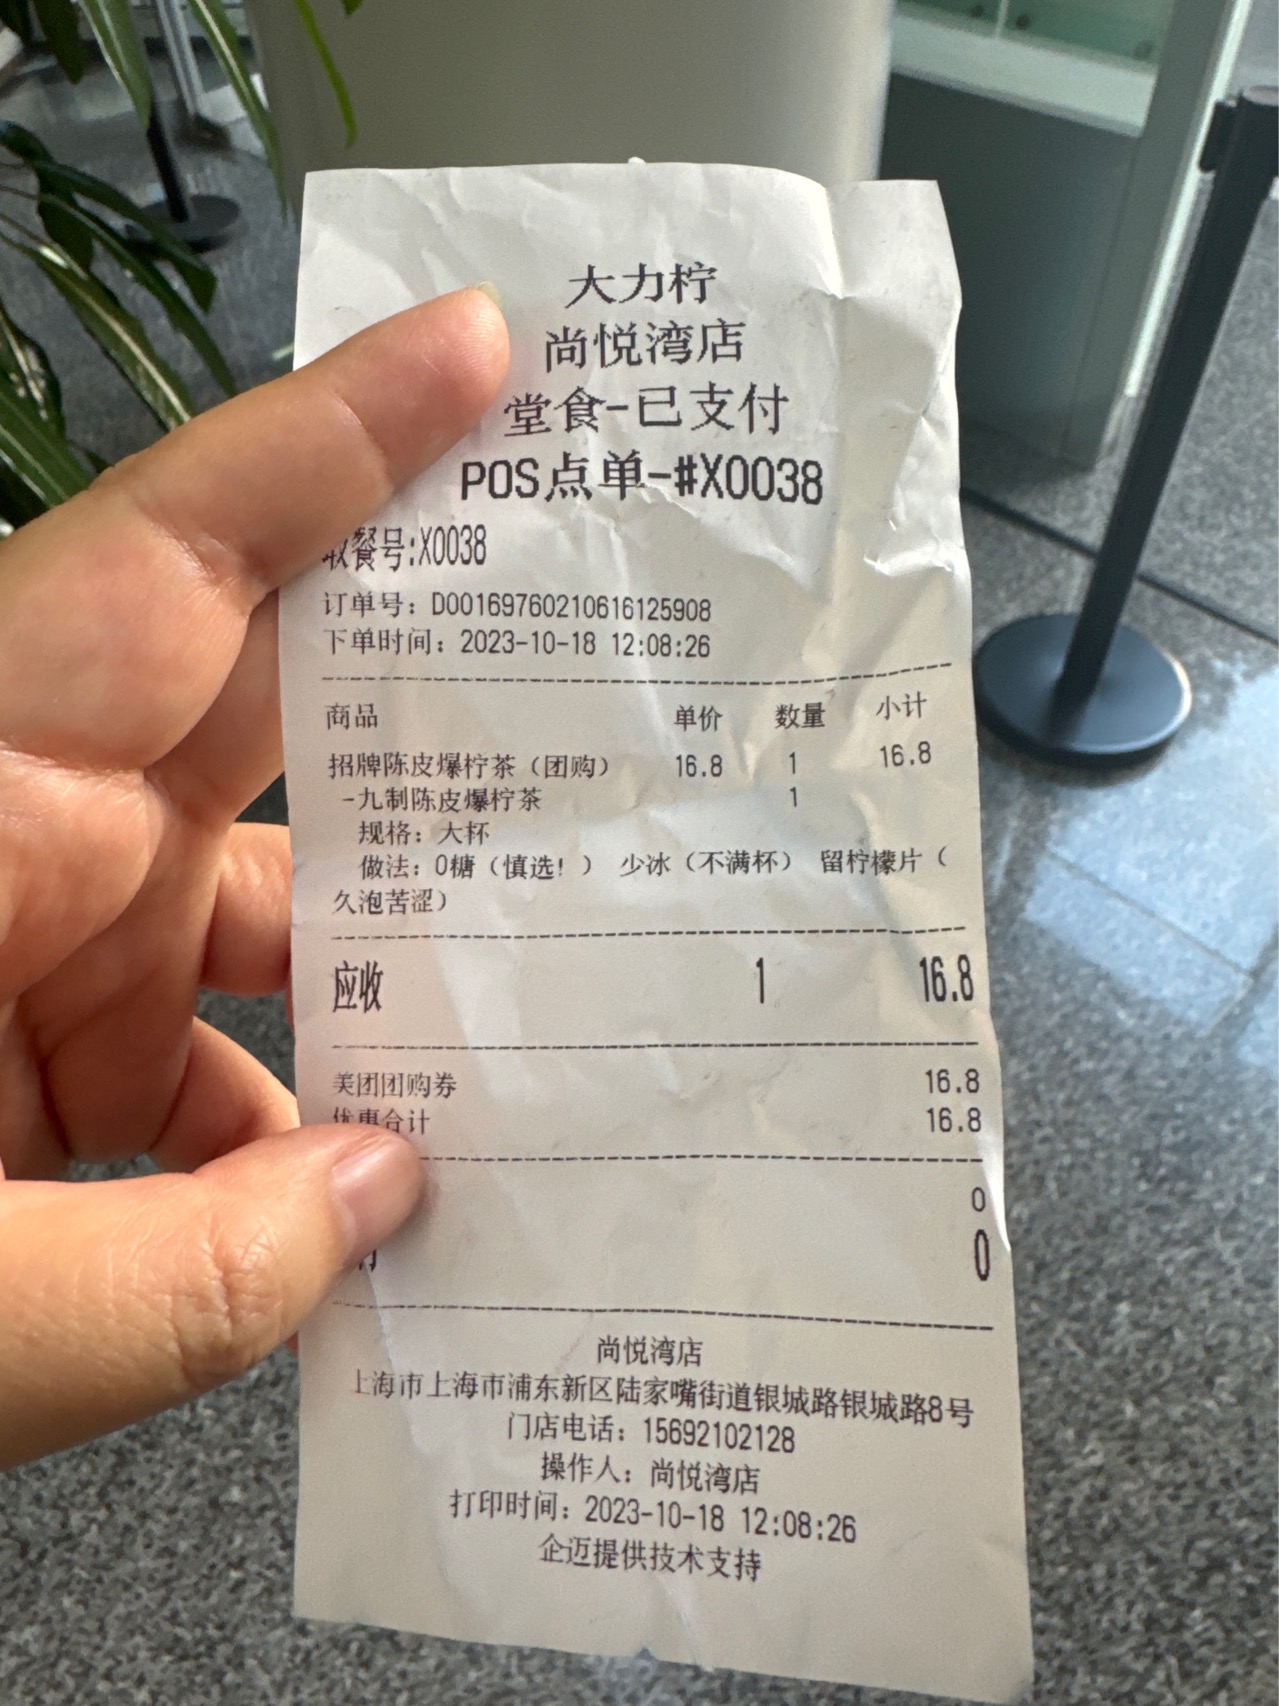 大力柠
尚悦湾店
堂食-已支付
POS点单-#X0038
取餐号:X0038
订单号: D00169760210616125908
下单时间: 2023-10-18 12:08:26
商品 单价 数量 小计
招牌陈皮爆柠茶（团购） 16.8 1 16.8
-九制陈皮爆柠茶 1
规格: 大杯
做法: 0糖（慎选! ） 少冰（不满杯） 留柠檬片（
久泡苦涩）
应收 1 16.8
美团团购券 16.8
优惠合计 16.8
0
0
尚悦湾店
上海市上海市浦东新区陆家嘴街道银城路银城路8号
门店电话: 15692102128
操作人: 尚悦湾店
打印时间: 2023-10-18 12:08:26
企迈提供技术支持